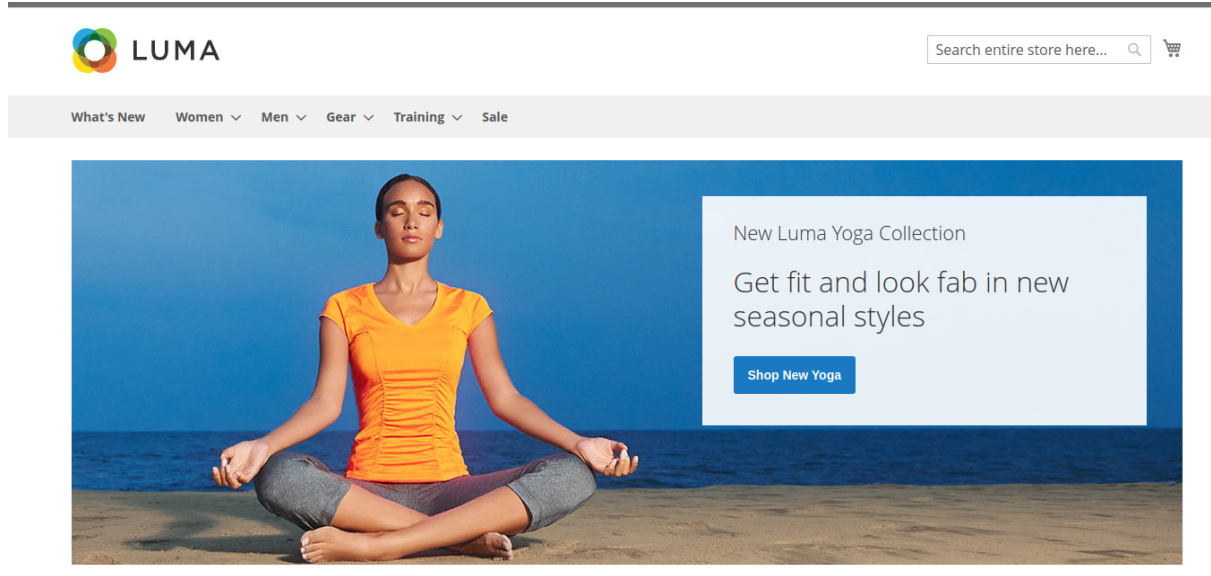 LUMA
Search entire store here...
What's New Women Men Gear Training Sale
New Luma Yoga Collection
Get fit and look fab in new
seasonal styles
Shop New Yoga